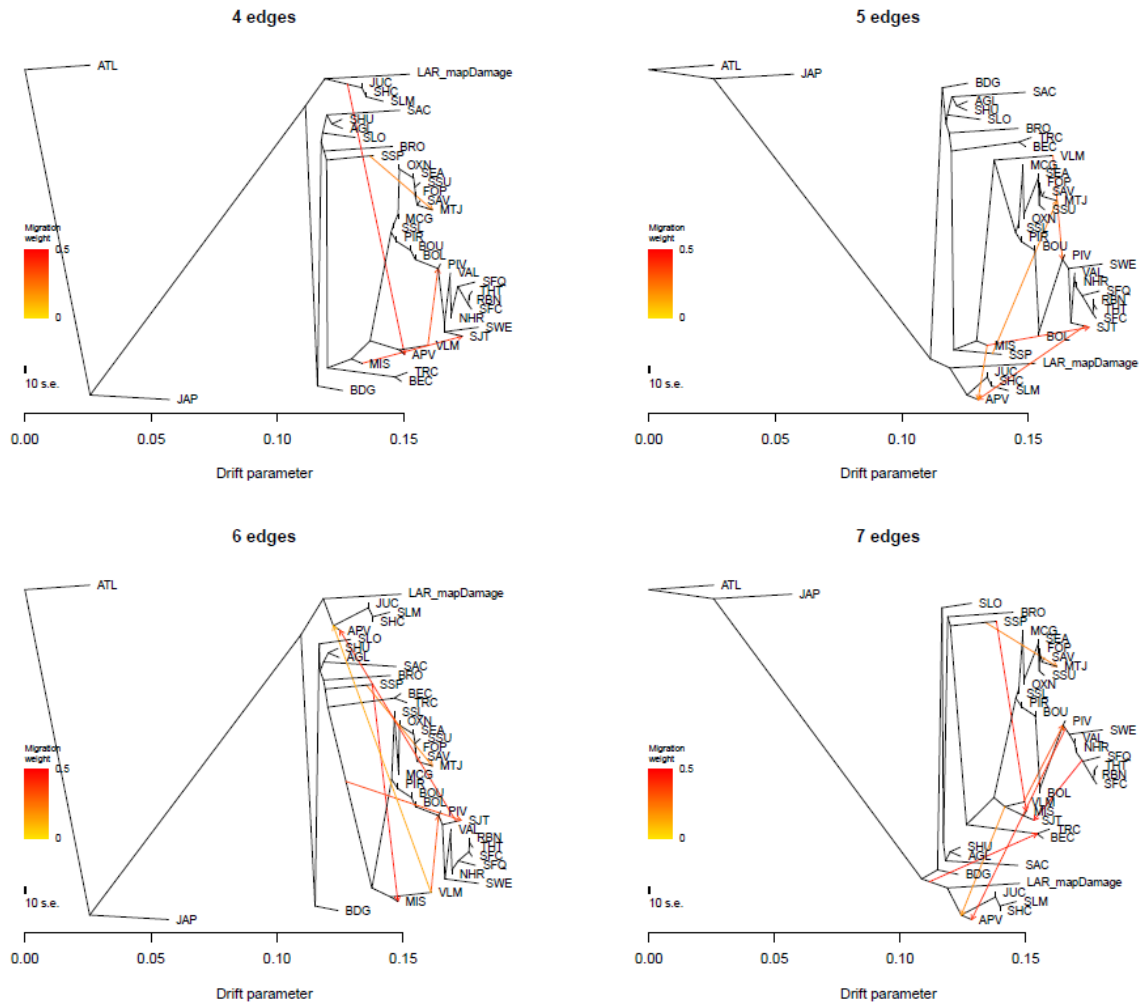 4 edges
ATL
LAR_mapDamage
JUC
SHC
SLM
SAC
SHU
AGL
SLO
BRO
SSP
OXN
SEA
SSU
FOP
SAV
MTJ
MCG
SSL
PIR
BOU
BOL
PIV
VAL
SFQ
THT
RBN
SFC
NHR
SWE
SJT
VLM
APV
MIS
TRC
BEC
BDG
JAP
Migration
weight
0.5
0
10 s.e.
0.00 0.05 0.10 0.15
Drift parameter
5 edges
ATL
JAP
BDG
SAC
AGL
SHU
SLO
BRO
TRC
BEC
VLM
MCG
SEA
FOP
SAV
MTJ
SSU
OXN
SSL
PIR
BOU
PIV
SWE
VAL
NHR
SFQ
RBN
THT
SFC
SJT
BOL
MIS
SSP
LAR_mapDamage
JUC
SHC
SLM
APV
Migration
weight
0.5
0
10 s.e.
0.00 0.05 0.10 0.15
Drift parameter
6 edges
ATL
LAR_mapDamage
JUC
SLM
SHC
APV
SLO
SHU
AGL
SAC
BRO
SSP
BEC
TRC
SSL
OXN
SEA
SSU
FOP
SAV
MTJ
MCG
PIR
BOU
BOL
PIV
SJT
VAL
RBN
THT
SFC
SFQ
NHR
SWE
VLM
MIS
BDG
JAP
Migration
weight
0.5
0
10 s.e.
0.00 0.05 0.10 0.15
Drift parameter
7 edges
ATL
JAP
SLO
BRO
SSP
MCG
SEA
FOP
SAV
MTJ
SSU
OXN
SSL
PIR
BOU
PIV
SWE
VAL
NHR
SFQ
THT
RBN
SFC
BOL
VLM
MIS
SJT
TRC
BEC
SHU
AGL
SAC
BDG
LAR_mapDamage
JUC
SLM
SHC
APV
Migration
weight
0.5
0
10 s.e.
0.00 0.05 0.10 0.15
Drift parameter